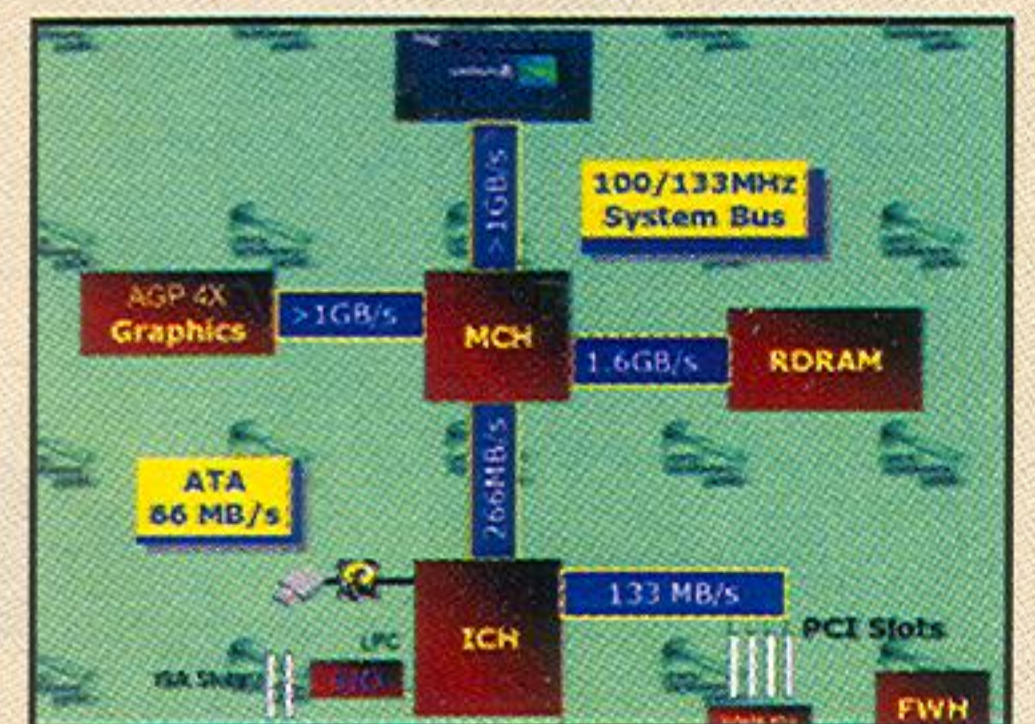 >1GB/s
100/133MHz
System Bus
AGP 4X
Graphics
>1GB/s
MCH
1.6GB/s
RDRAM
266MB/s
ATA
66 MB/s
133 MB/s
PCI Slots
ICH
LPC
ISA
FWH